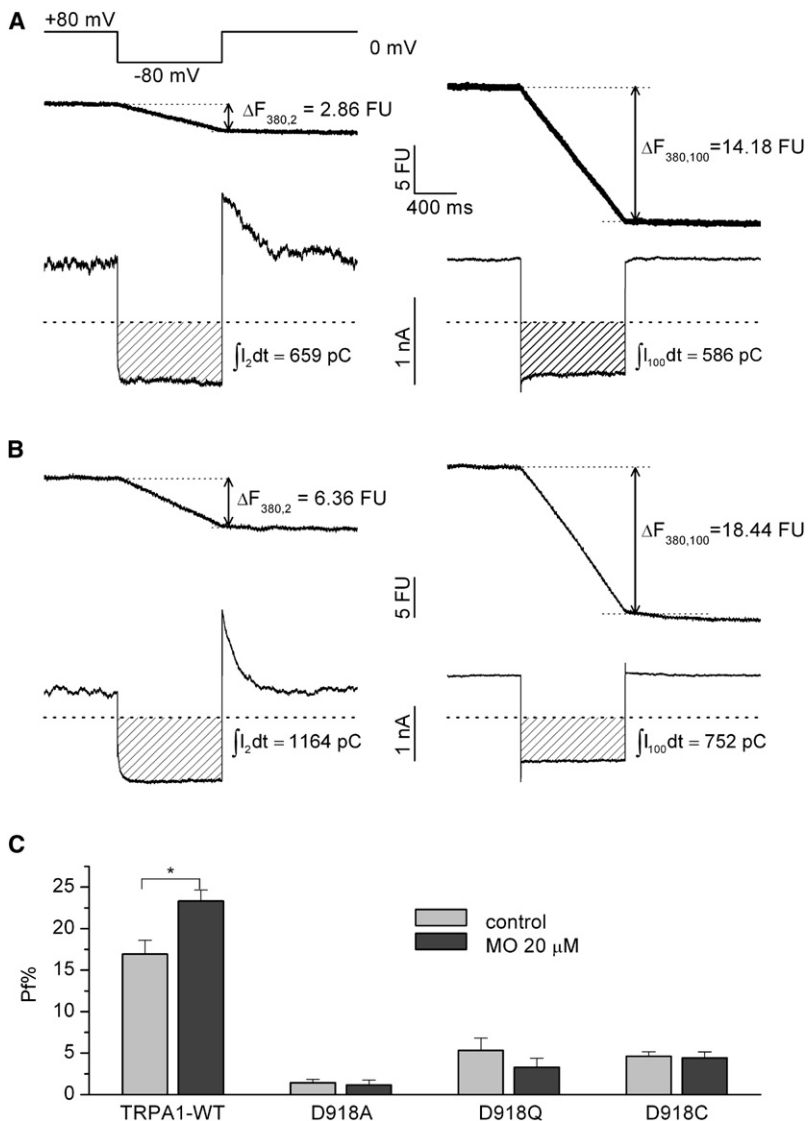 A
+80 mV
0 mV
-80 mV
ΔF380,2 = 2.86 FU
5 FU
400 ms
ΔF380,100=14.18 FU
1 nA
∫I2dt = 659 pC
∫I100dt = 586 pC
B
ΔF380,2 = 6.36 FU
5 FU
ΔF380,100=18.44 FU
1 nA
∫I2dt = 1164 pC
∫I100dt = 752 pC
C
*
Pf%
25
20
15
10
5
0
control
MO 20 μM
TRPA1-WT D918A D918Q D918C